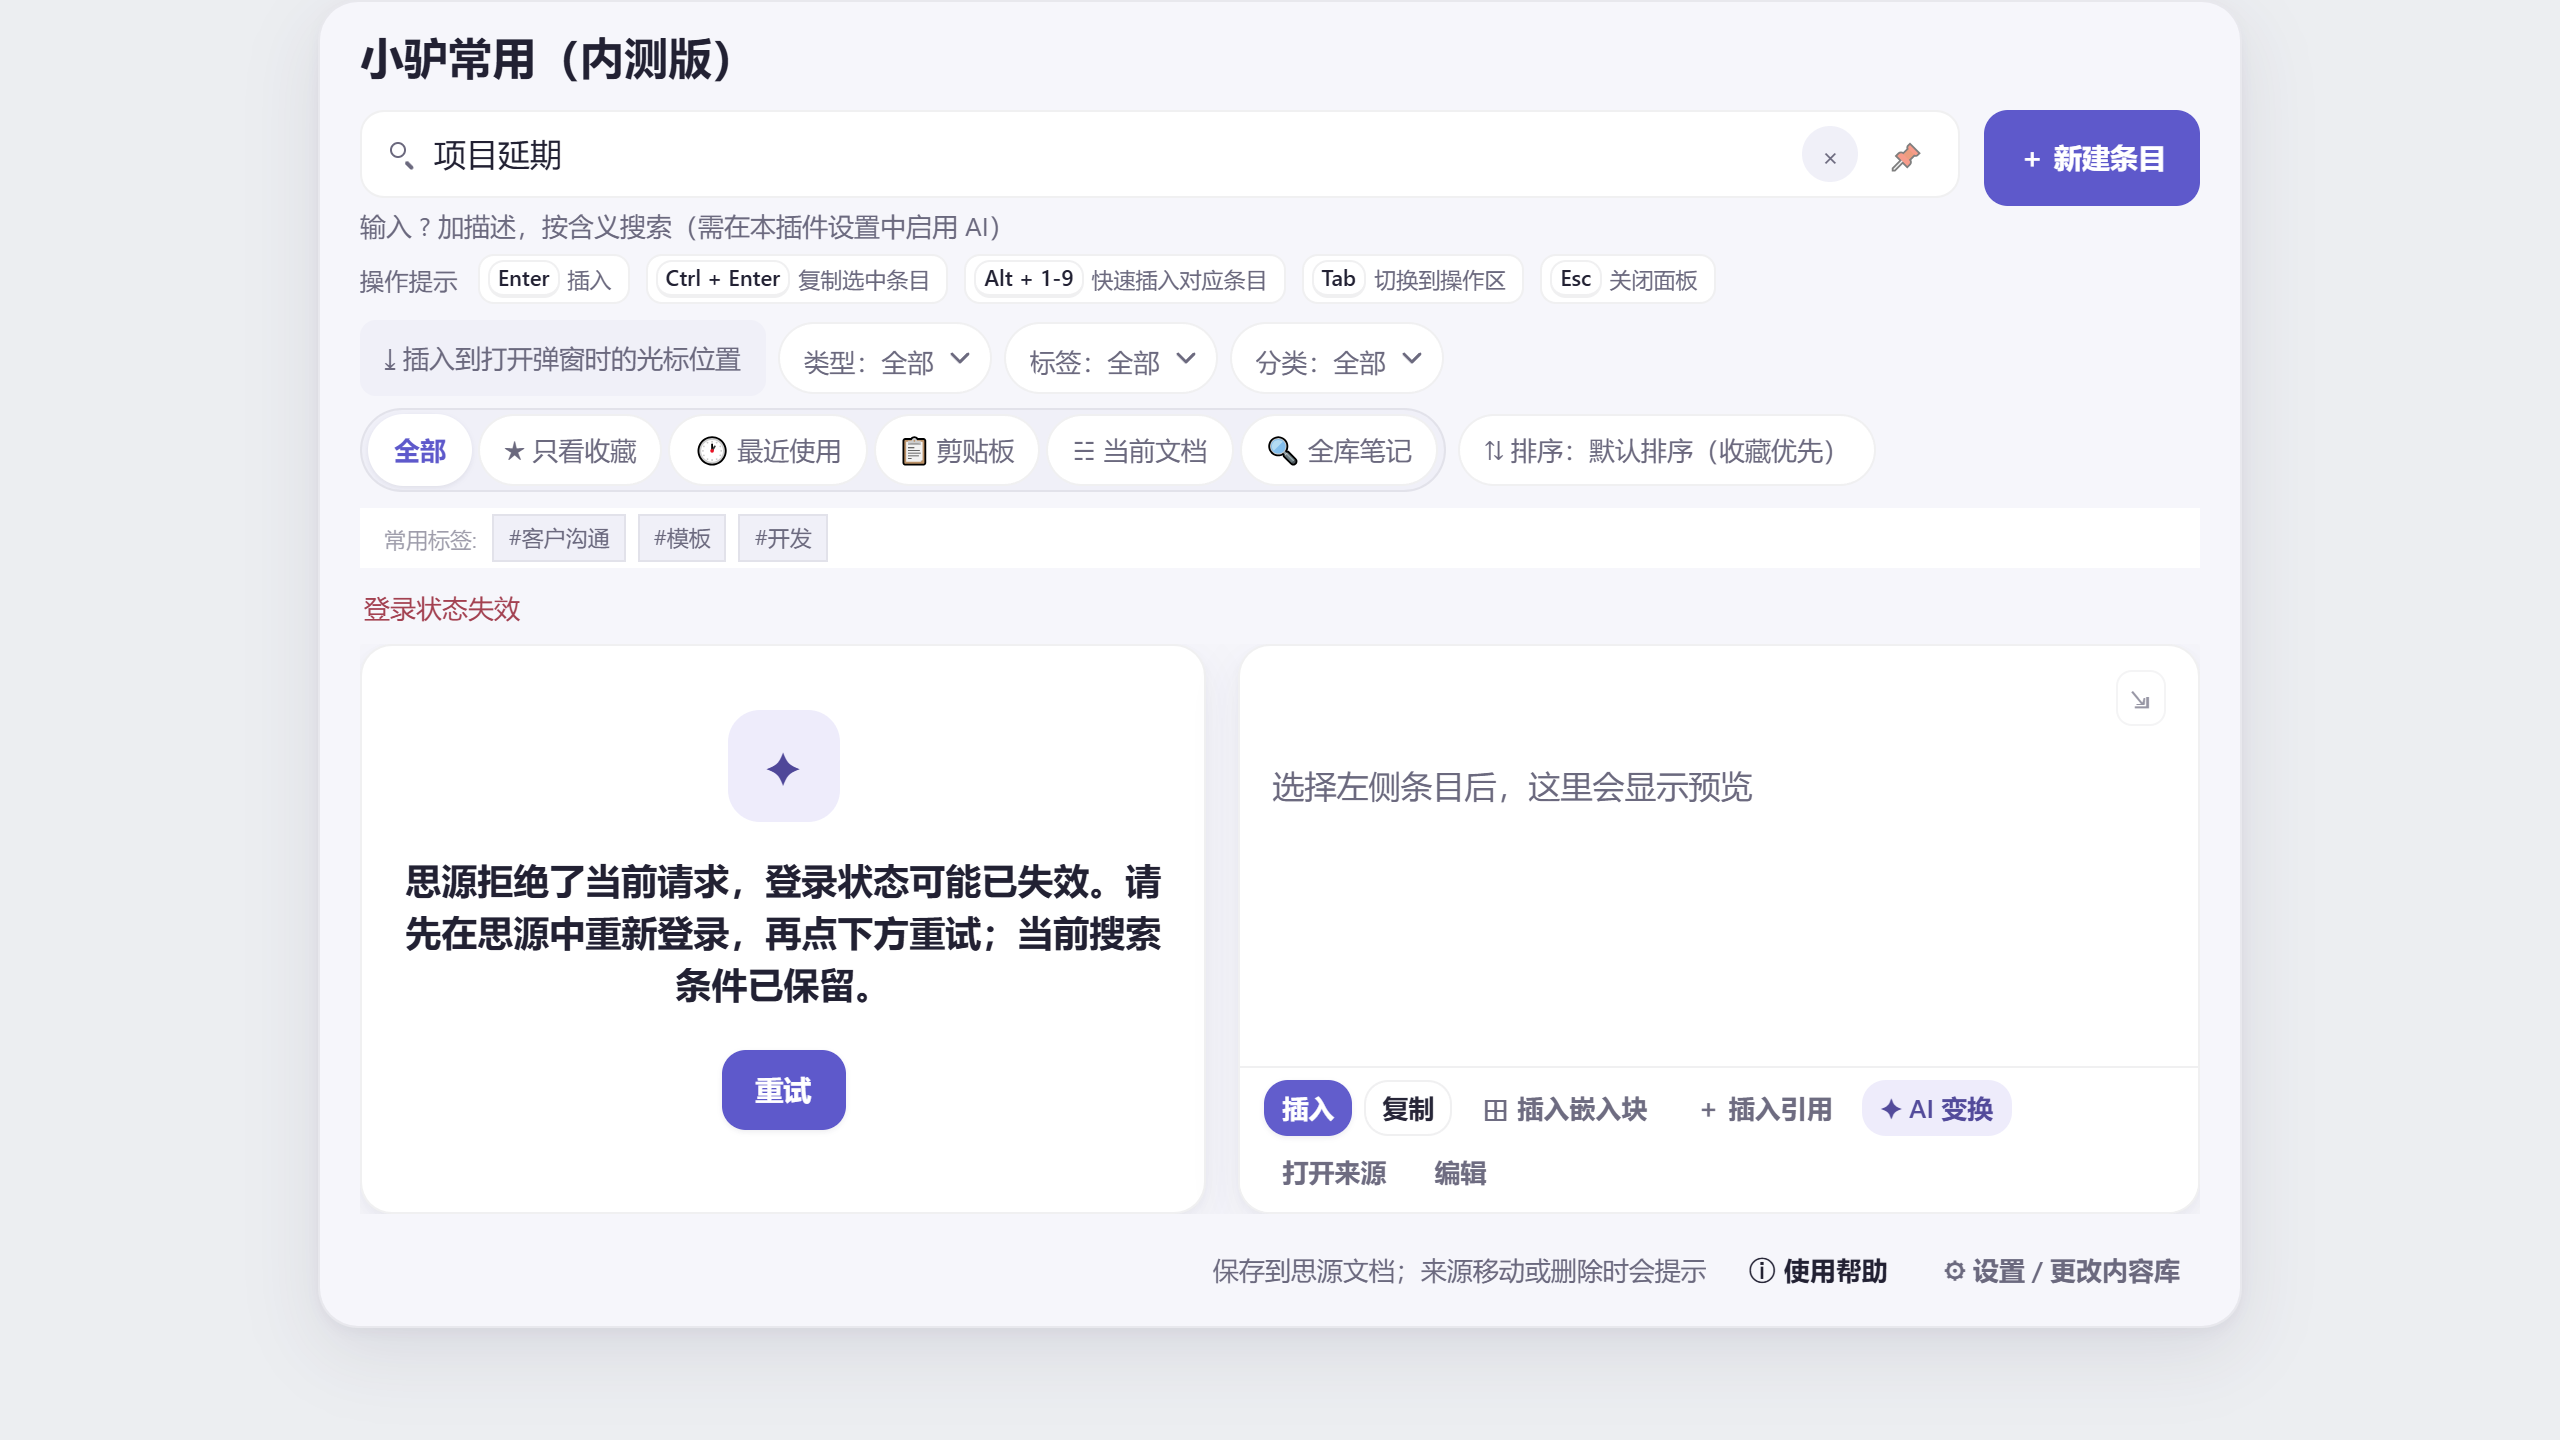 小驴常用（内测版）
项目延期
×
+ 新建条目
输入 ? 加描述，按含义搜索（需在本插件设置中启用 AI）
操作提示 Enter 插入 Ctrl + Enter 复制选中条目 Alt + 1-9 快速插入对应条目 Tab 切换到操作区 Esc 关闭面板
↓ 插入到打开弹窗时的光标位置 类型：全部 标签：全部 分类：全部
全部 ★ 只看收藏 最近使用 剪贴板 ☵ 当前文档 全库笔记 ⇅ 排序：默认排序（收藏优先）
常用标签: #客户沟通 #模板 #开发
登录状态失效
思源拒绝了当前请求，登录状态可能已失效。请
先在思源中重新登录，再点下方重试；当前搜索
条件已保留。
重试
选择左侧条目后，这里会显示预览
插入 复制 田 插入嵌入块 + 插入引用 ✦ AI 变换
打开来源 编辑
保存到思源文档；来源移动或删除时会提示 ⓘ 使用帮助 ⚙ 设置 / 更改内容库